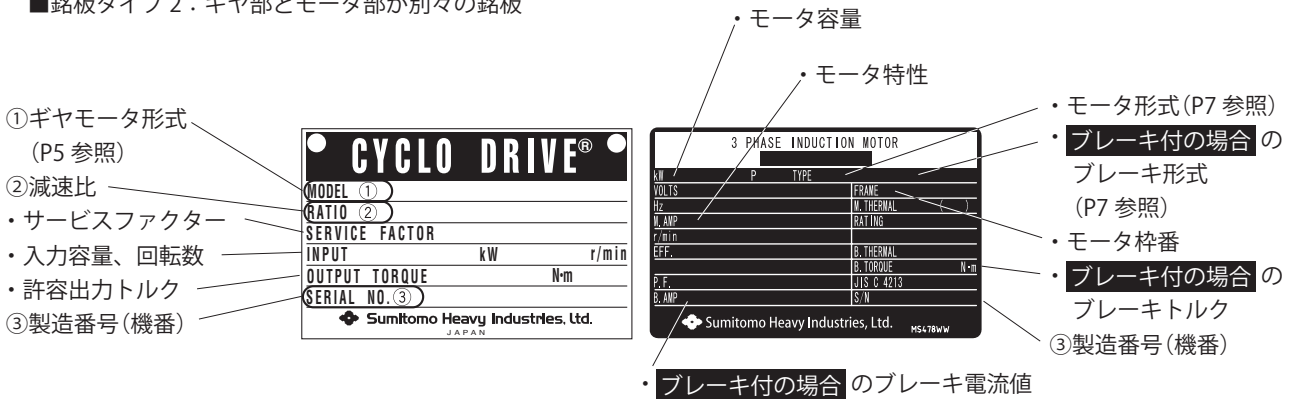 ■銘板タイプ 2：ギヤ部とモータ部が別々の銘板
・モータ容量
・モータ特性
①ギヤモータ形式
（P5 参照）
②減速比
・サービスファクター
・入力容量、回転数
・許容出力トルク
③製造番号（機番）
CYCLO DRIVE®
MODEL ①
RATIO ②
SERVICE FACTOR
INPUT kW r/min
OUTPUT TORQUE N•m
SERIAL NO.③
Sumitomo Heavy Industries, Ltd.
JAPAN
3 PHASE INDUCTION MOTOR
kW P TYPE
VOLTS FRAME
Hz M. THERMAL ( )
M. AMP RATING
r/min
EFF. B. THERMAL
B. TORQUE N•m
P. F. JIS C 4213
B. AMP S/N
Sumitomo Heavy Industries, Ltd. MS478WW
・モータ形式（P7 参照）
・ブレーキ付の場合 の
ブレーキ形式
（P7 参照）
・モータ枠番
・ブレーキ付の場合 の
ブレーキトルク
③製造番号（機番）
・ブレーキ付の場合 のブレーキ電流値